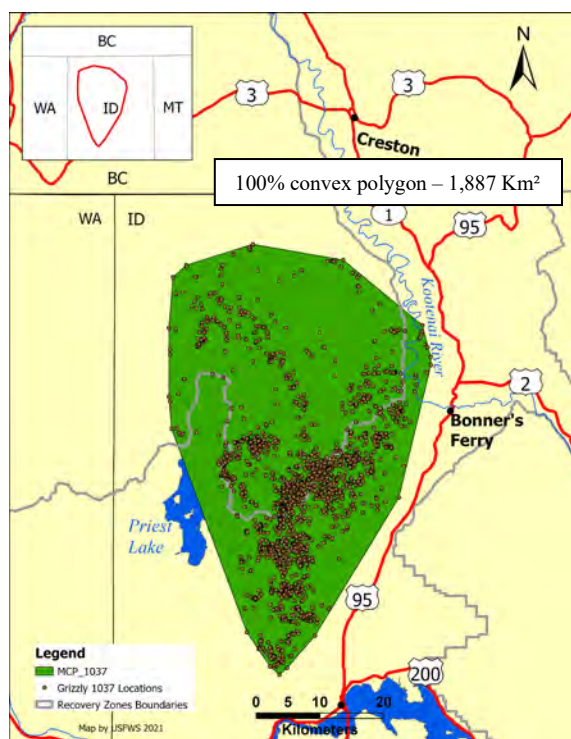 BC
WA
ID
MT
N
3
3
Creston
100% convex polygon – 1,887 Km²
BC
WA
ID
1
95
Kootenai
River
2
Bonner's
Ferry
Priest
Lake
95
Legend
MCP_1037
Grizzly 1037 Locations
Recovery Zones Boundaries
Map by USFWS 2021
0 5 10 20
Kilometers
200